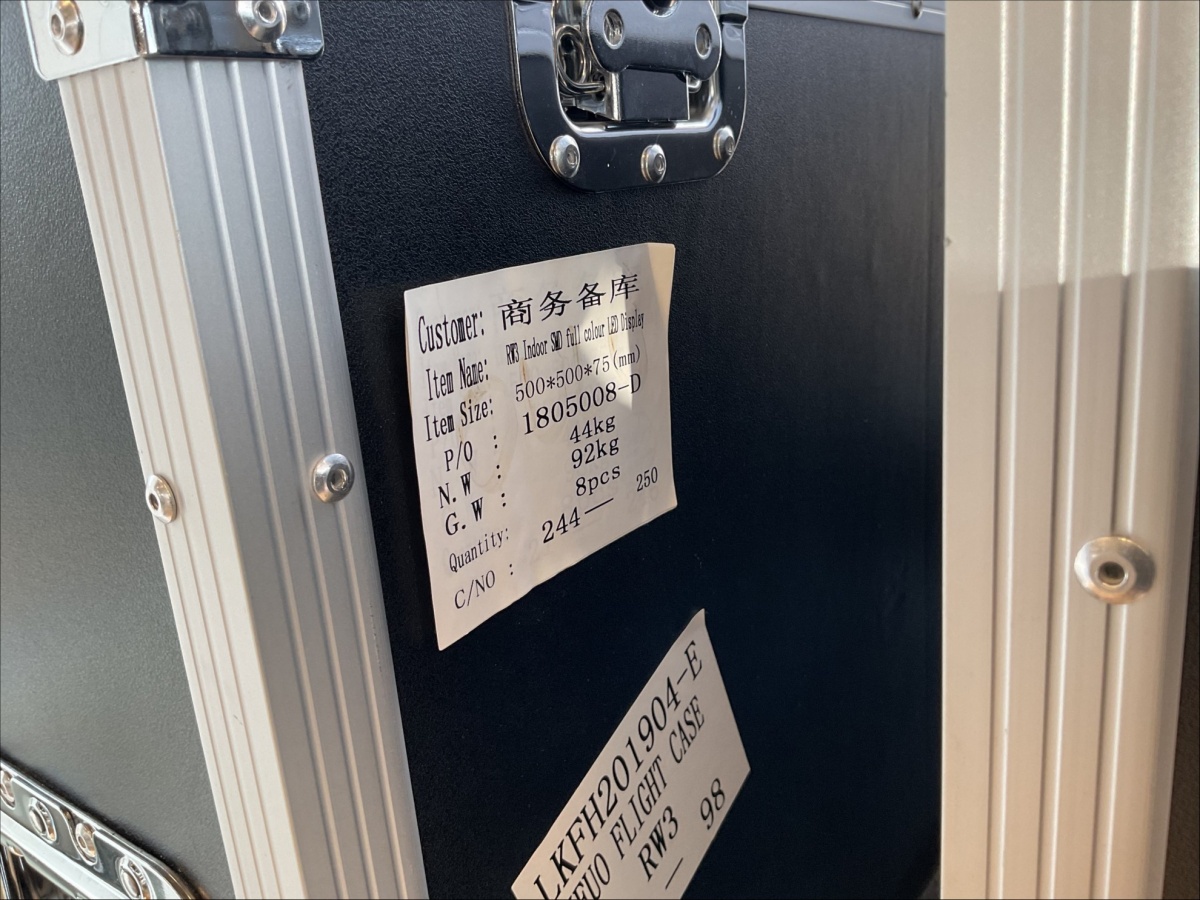 Customer: 商务备库
Item Name: RW3 Indoor SMD full colour LED Display
Item Size: 500*500*75(mm)
P/O : 1805008-D
N.W : 44kg
G.W : 92kg
Quantity: 8pcs
C/NO : 244— 250
LKFH201904-E
FLIGHT CASE
RW3
— 98